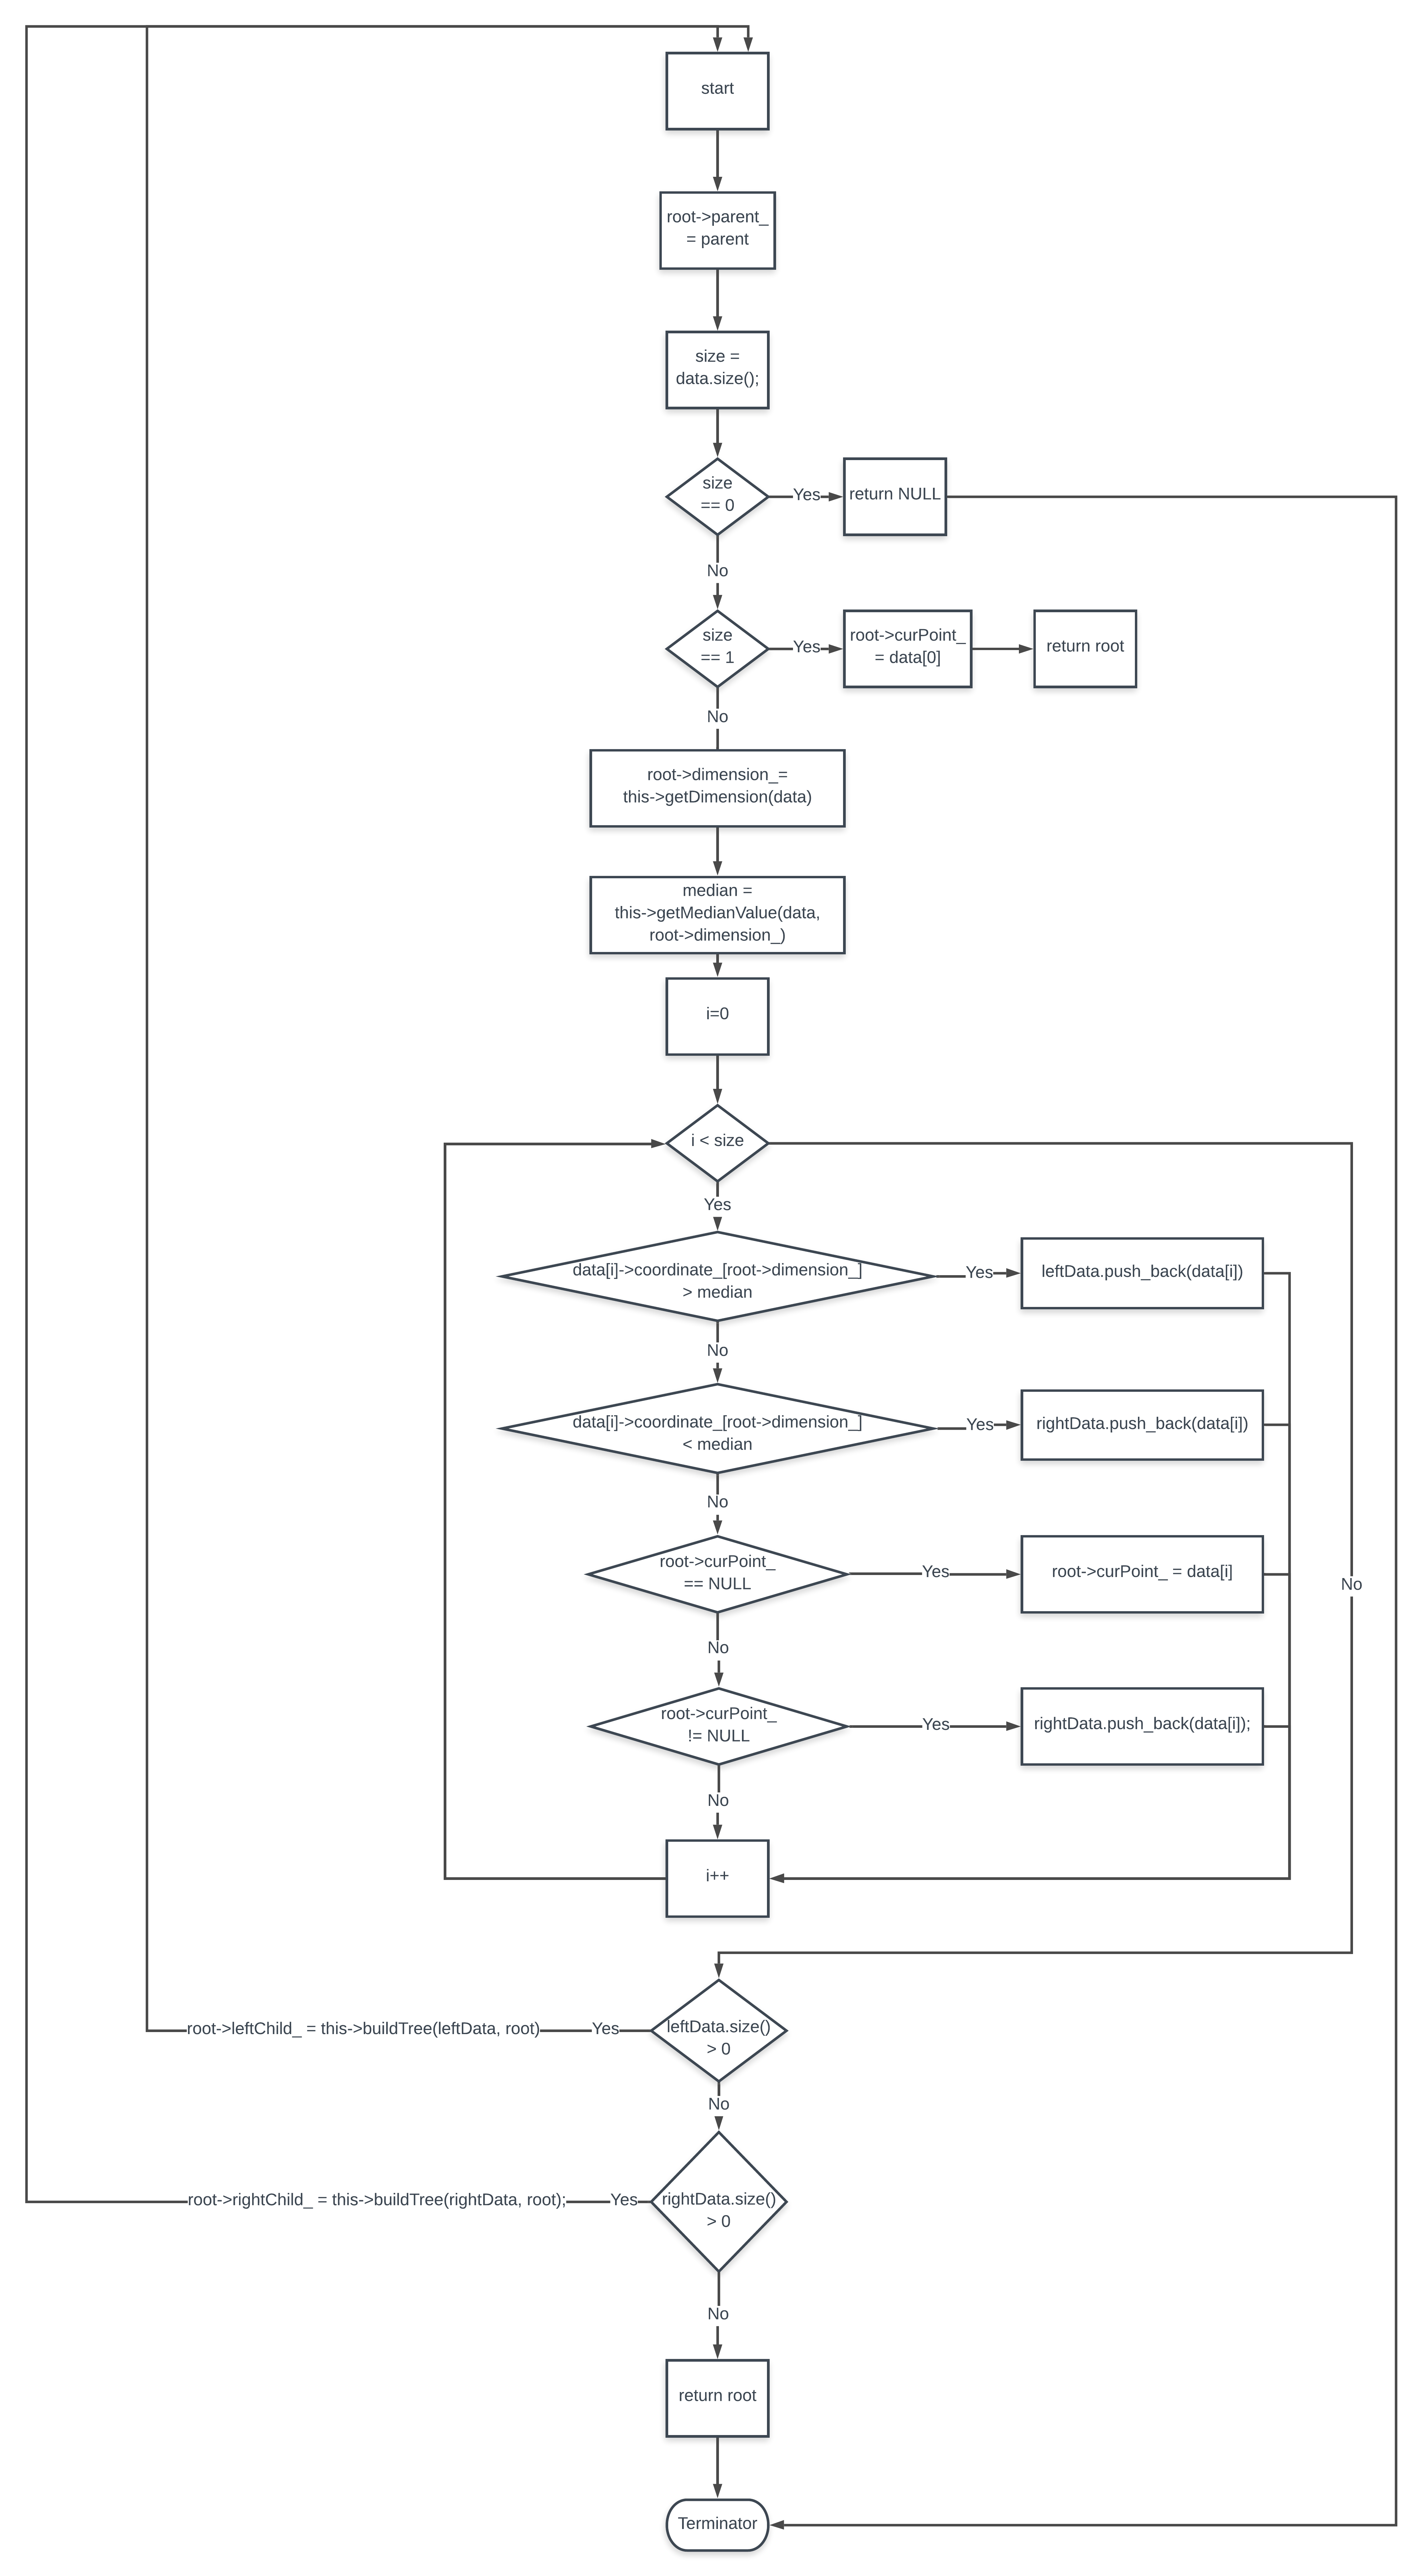 start
root->parent_
= parent
size =
data.size();
size
== 0
Yes
return NULL
No
size
== 1
Yes
root->curPoint_
= data[0]
return root
No
root->dimension_=
this->getDimension(data)
median =
this->getMedianValue(data,
root->dimension_)
i=0
i < size
Yes
data[i]->coordinate_[root->dimension_]
> median
Yes
leftData.push_back(data[i])
No
data[i]->coordinate_[root->dimension_]
< median
Yes
rightData.push_back(data[i])
No
root->curPoint_
== NULL
Yes
root->curPoint_ = data[i]
No
No
root->curPoint_
!= NULL
Yes
rightData.push_back(data[i]);
No
i++
leftData.size()
> 0
Yes
root->leftChild_ = this->buildTree(leftData, root)
No
rightData.size()
> 0
Yes
root->rightChild_ = this->buildTree(rightData, root);
No
return root
Terminator